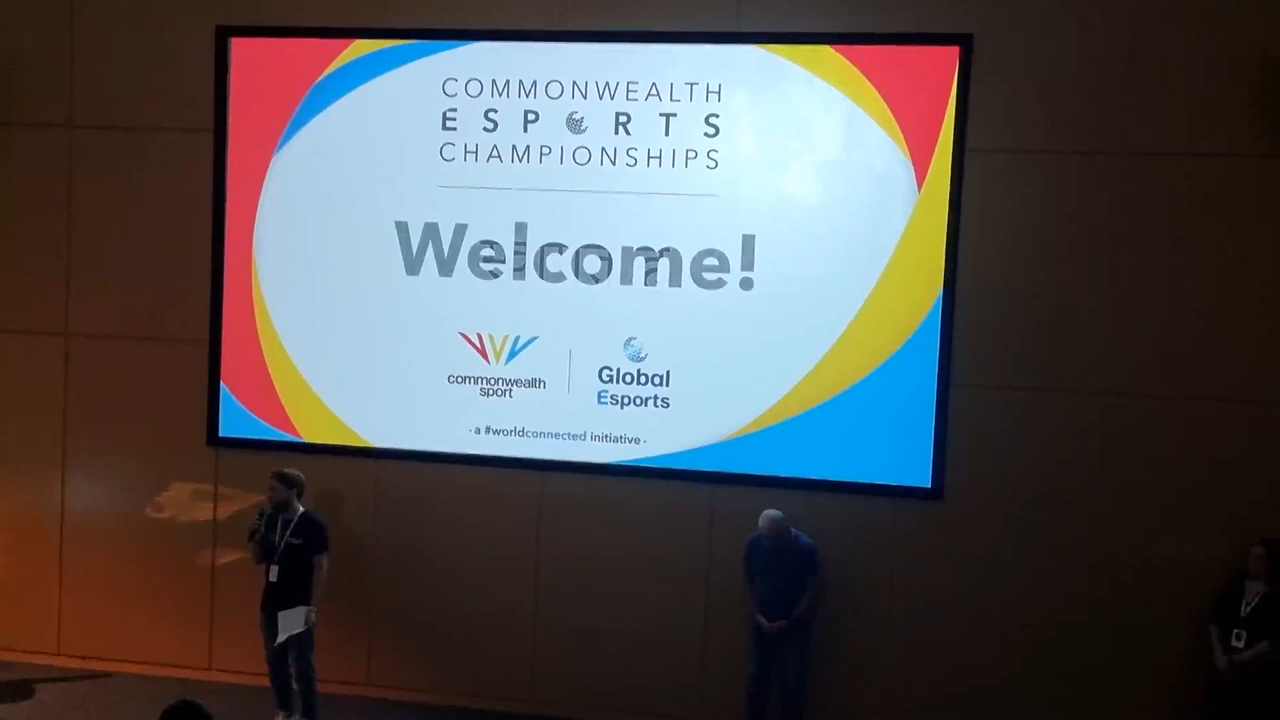 COMMONWEALTH
ESPORTS
CHAMPIONSHIPS
Welcome!
commonwealth
sport
Global
Esports
· a #worldconnected initiative ·